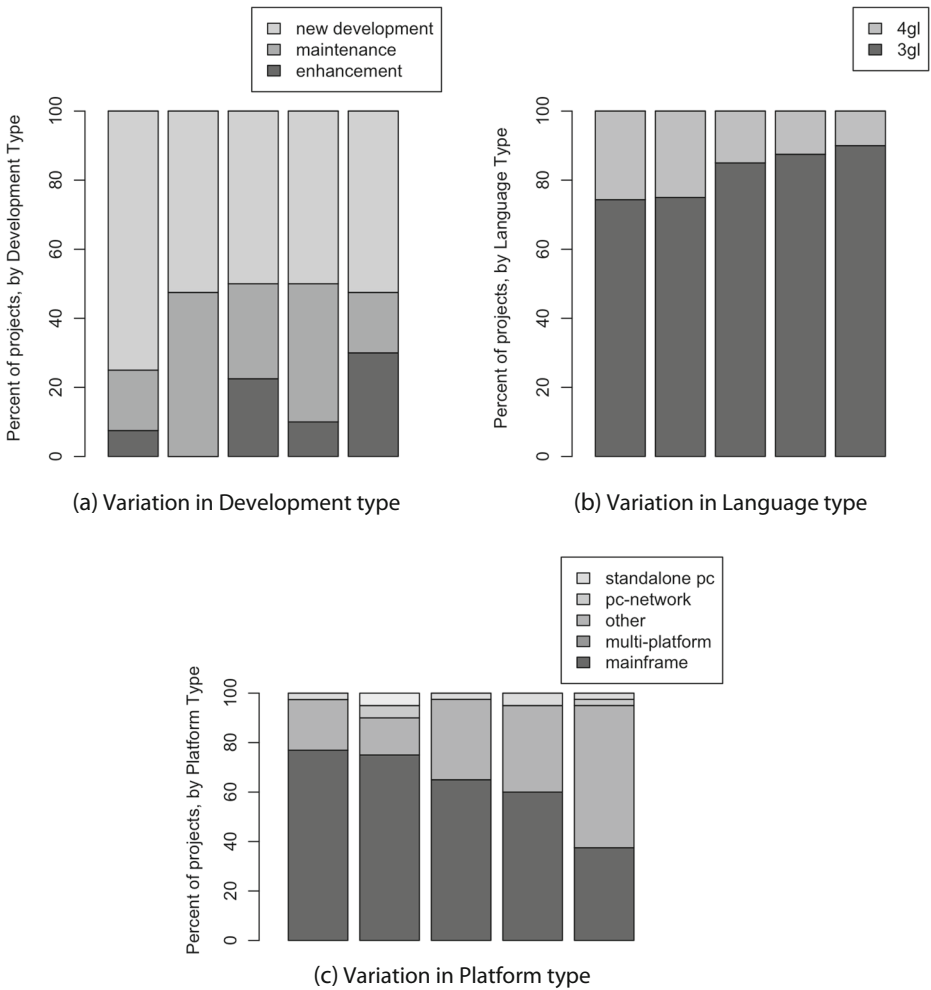 new development
maintenance
enhancement
Percent of projects, by Development Type
100
80
60
40
20
0
(a) Variation in Development type
4gl
3gl
Percent of projects, by Language Type
100
80
60
40
20
0
(b) Variation in Language type
standalone pc
pc-network
other
multi-platform
mainframe
Percent of projects, by Platform Type
100
80
60
40
20
0
(c) Variation in Platform type